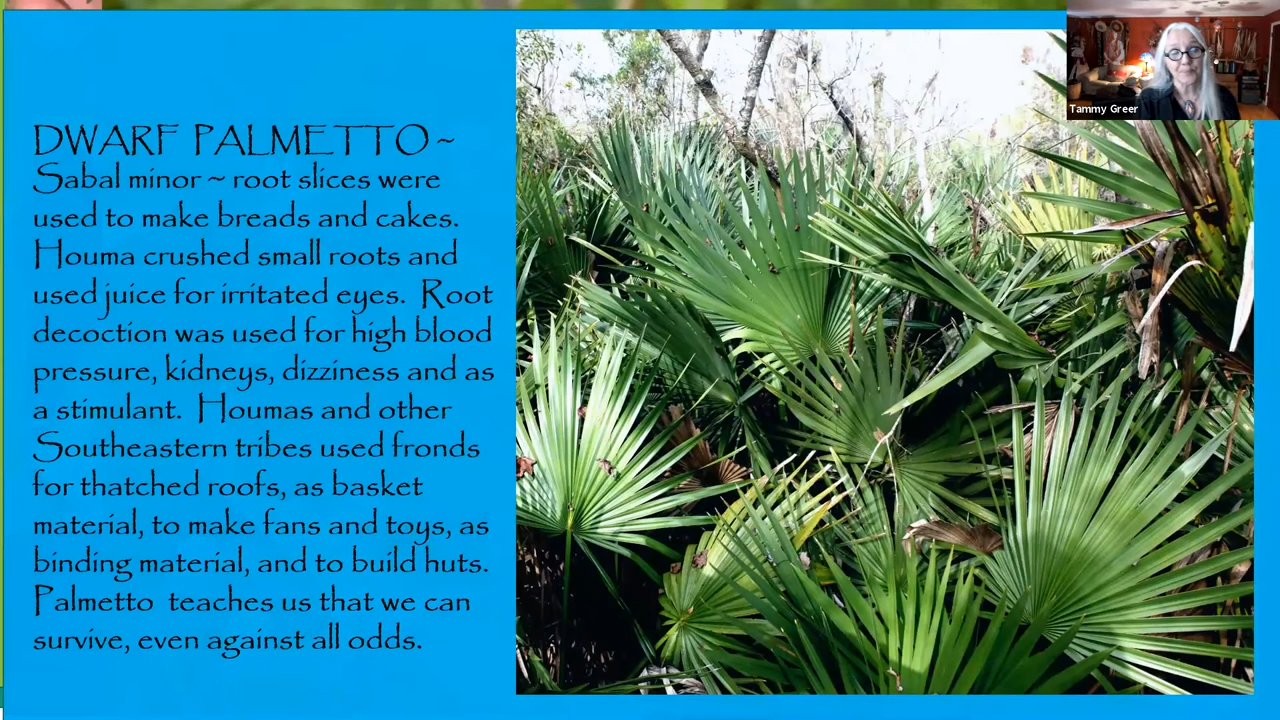 DWARF PALMETTO ~
Sabal minor ~ root slices were
used to make breads and cakes.
Houma crushed small roots and
used juice for irritated eyes.  Root
decoction was used for high blood
pressure, kidneys, dizziness and as
a stimulant.  Houmas and other
Southeastern tribes used fronds
for thatched roofs, as basket
material, to make fans and toys, as
binding material, and to build huts.
Palmetto  teaches us that we can
survive, even against all odds.
Tammy Greer